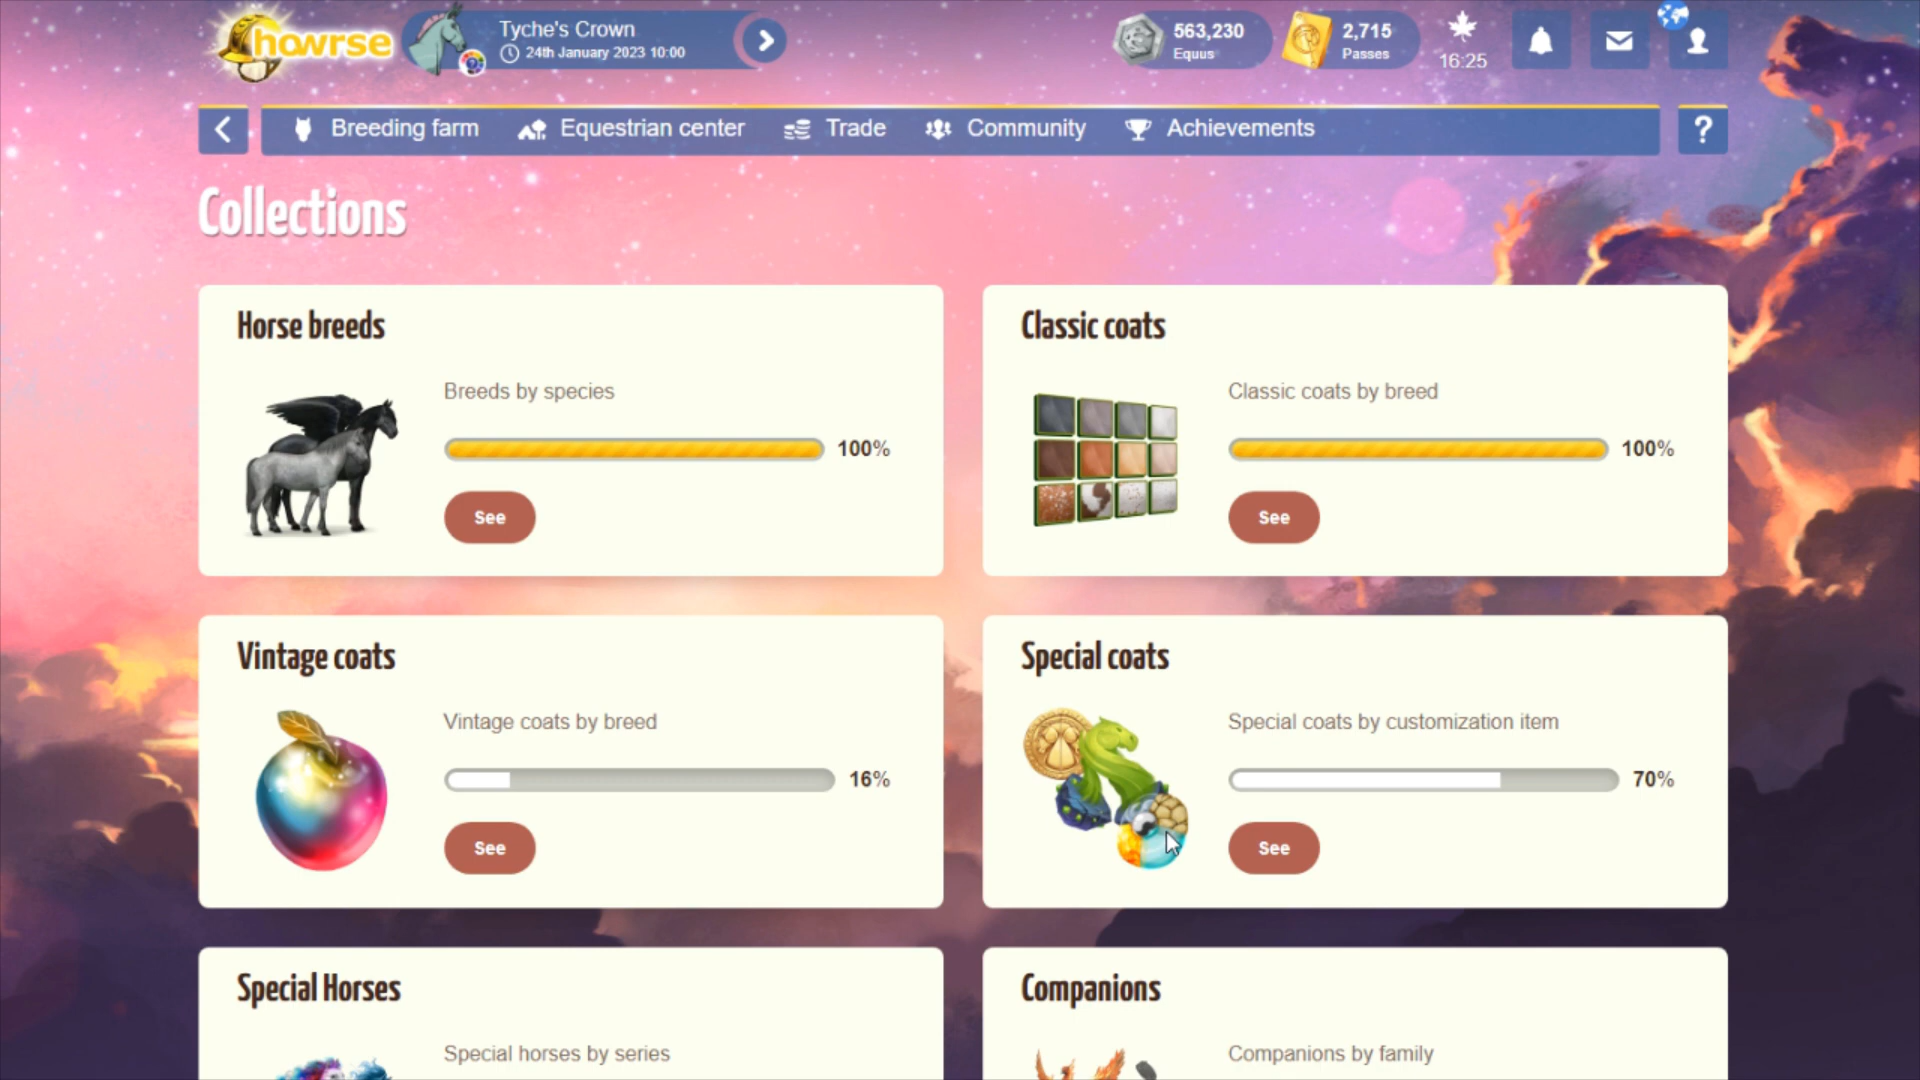 howrse
Tyche's Crown
24th January 2023 10:00
563,230
Equus
2,715
Passes
16:25
Breeding farm
Equestrian center
Trade
Community
Achievements
?
Collections
Horse breeds
Breeds by species
100%
See
Classic coats
Classic coats by breed
100%
See
Vintage coats
Vintage coats by breed
16%
See
Special coats
Special coats by customization item
70%
See
Special Horses
Special horses by series
Companions
Companions by family